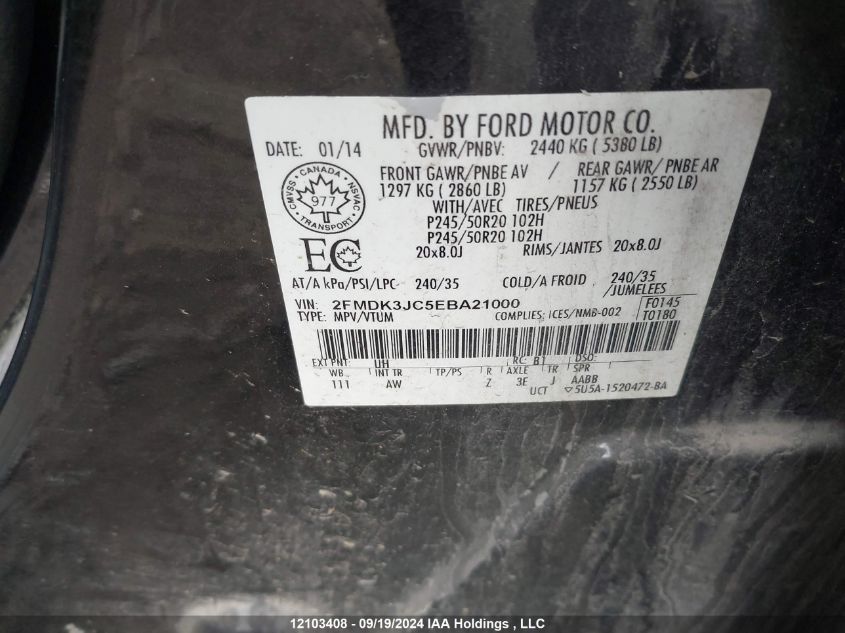 MFD. BY FORD MOTOR CO.
DATE: 01/14 GVWR/PNBV: 2440 KG ( 5380 LB)
FRONT GAWR/PNBE AV / REAR GAWR/ PNBE AR
1297 KG ( 2860 LB) 1157 KG ( 2550 LB)
WITH/AVEC TIRES/PNEUS
P245/50R20 102H
P245/50R20 102H
20x8.0J RIMS/JANTES 20x8.0J
CANADA
CMVSS NSVAC
977
TRANSPORT
EC
AT/A kPa/PSI/LPC 240/35 COLD/A FROID 240/35
/JUMELEES
VIN: 2FMDK3JC5EBA21000 F0145
TYPE: MPV/VTUM COMPLIES: ICES/NMB-002 T0180
EXT PNT: UH RC: B1 DSO:
WB INT TR TP/PS R AXLE TR SPR
111 AW Z 3E J AABB
UCT ▽5U5A-1520472-BA
12103408 - 09/19/2024 IAA Holdings , LLC